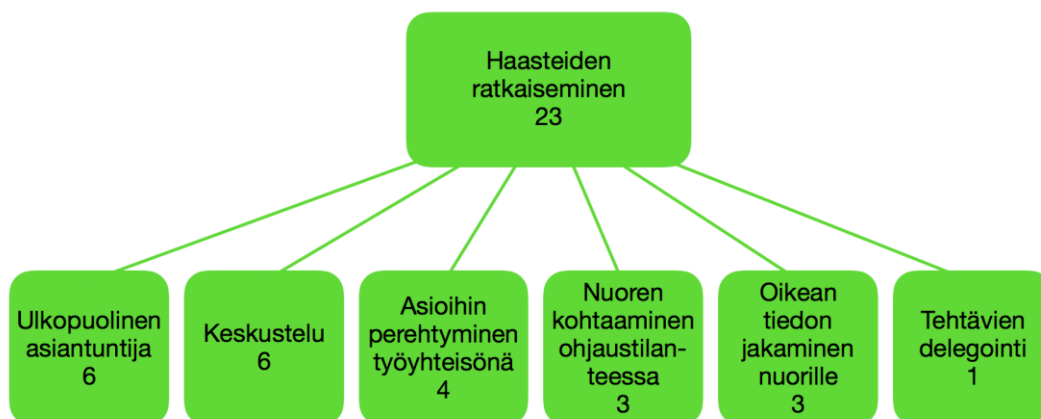 Haasteiden
ratkaiseminen
23
Ulkopuolinen
asiantuntija
6
Keskustelu
6
Asioihin
perehtyminen
työyhteisönä
4
Nuoren
kohtaaminen
ohjaustilan-
teessa
3
Oikean
tiedon
jakaminen
nuorille
3
Tehtävien
delegointi
1